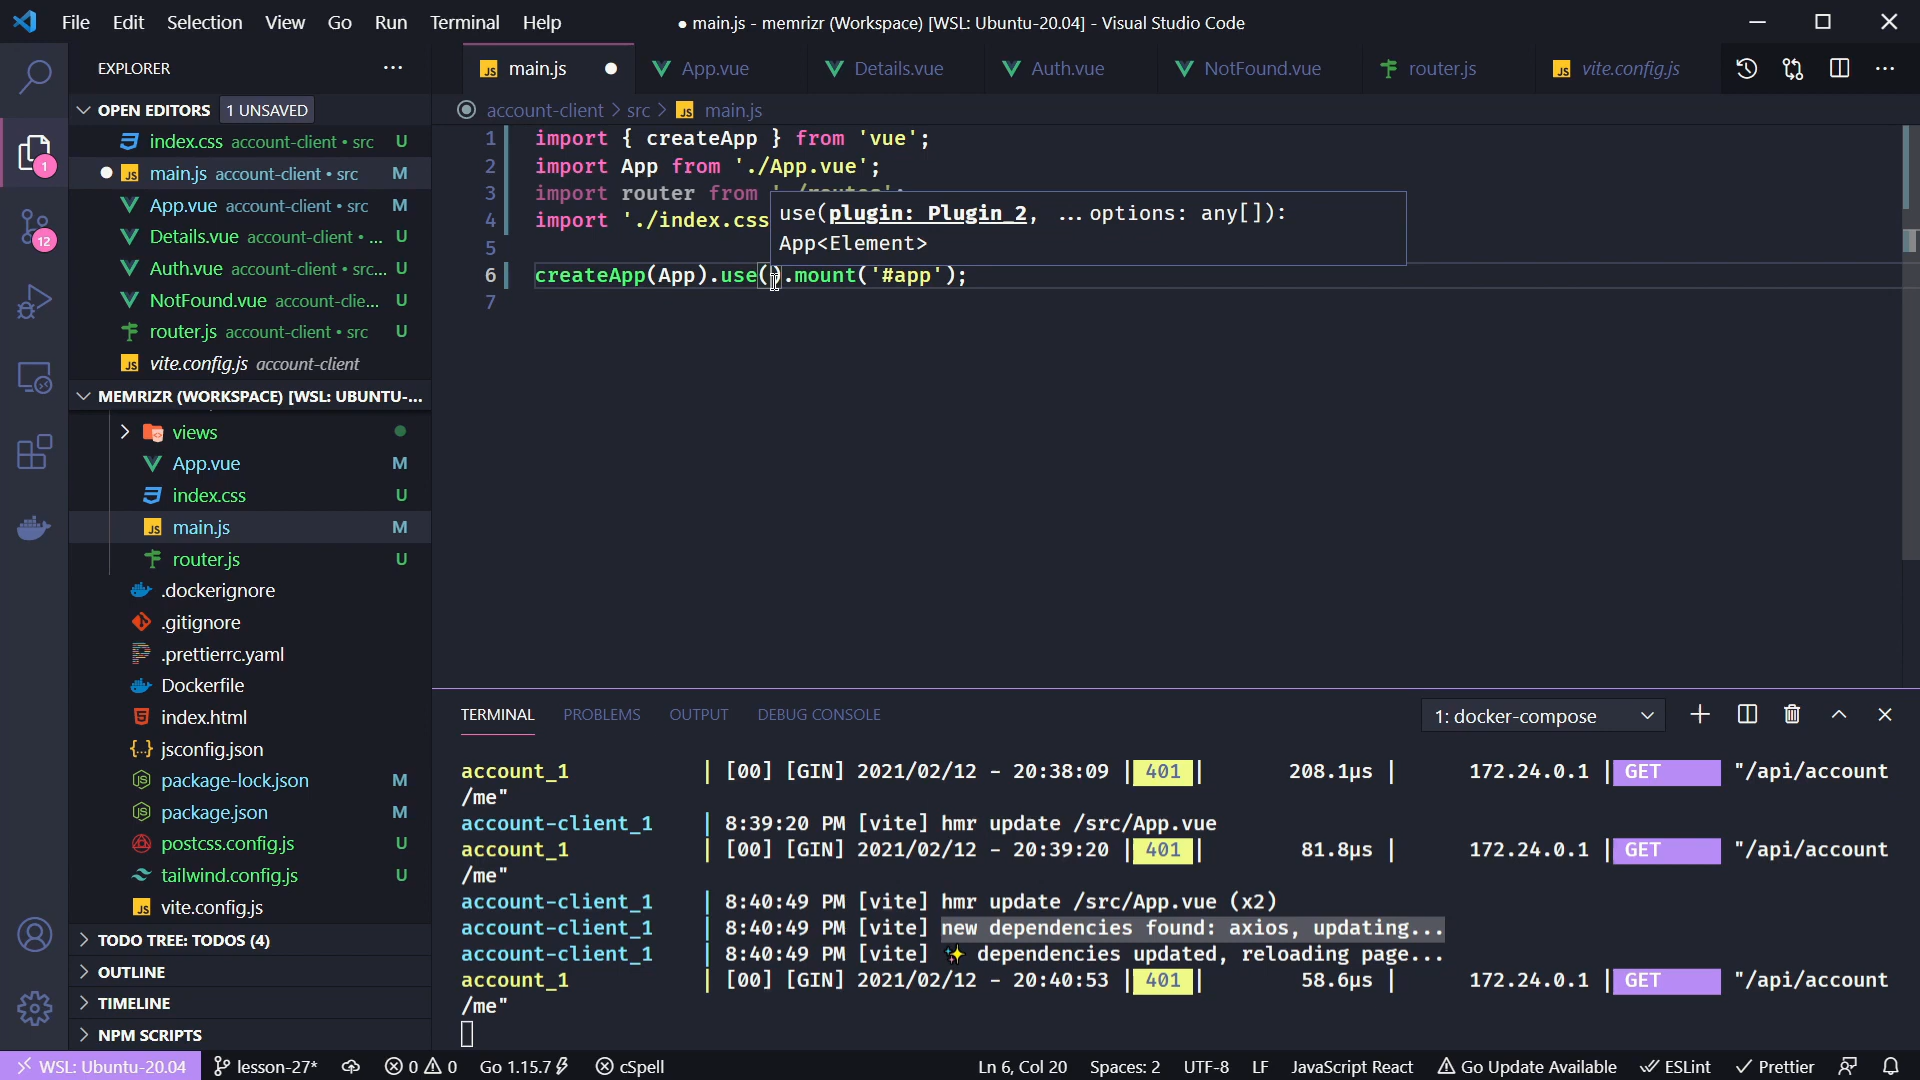 File Edit Selection View Go Run Terminal Help
● main.js - memrizr (Workspace) [WSL: Ubuntu-20.04] - Visual Studio Code
EXPLORER
OPEN EDITORS 1 UNSAVED
index.css account-client • src U
main.js account-client • src M
App.vue account-client • src M
Details.vue account-client • ... U
Auth.vue account-client • src... U
NotFound.vue account-clie... U
router.js account-client • src U
vite.config.js account-client
MEMRIZR (WORKSPACE) [WSL: UBUNTU-...
views
App.vue M
index.css U
main.js M
router.js U
.dockerignore
.gitignore
.prettierrc.yaml
Dockerfile
index.html
jsconfig.json
package-lock.json M
package.json M
postcss.config.js U
tailwind.config.js U
vite.config.js
TODO TREE: TODOS (4)
OUTLINE
TIMELINE
NPM SCRIPTS
1
12
main.js App.vue Details.vue Auth.vue NotFound.vue router.js vite.config.js
account-client > src > main.js
1 import { createApp } from 'vue';
2 import App from './App.vue';
3 import router from
4 import './index.css
5
6 createApp(App).use().mount('#app');
7
use(plugin: Plugin_2, ...options: any[]):
App<Element>
TERMINAL PROBLEMS OUTPUT DEBUG CONSOLE
1: docker-compose
account_1 | [00] [GIN] 2021/02/12 - 20:38:09 | 401 | 208.1µs | 172.24.0.1 | GET "/api/account
/me"
account-client_1 | 8:39:20 PM [vite] hmr update /src/App.vue
account_1 | [00] [GIN] 2021/02/12 - 20:39:20 | 401 | 81.8µs | 172.24.0.1 | GET "/api/account
/me"
account-client_1 | 8:40:49 PM [vite] hmr update /src/App.vue (x2)
account-client_1 | 8:40:49 PM [vite] new dependencies found: axios, updating...
account-client_1 | 8:40:49 PM [vite] ✨ dependencies updated, reloading page...
account_1 | [00] [GIN] 2021/02/12 - 20:40:53 | 401 | 58.6µs | 172.24.0.1 | GET "/api/account
/me"
WSL: Ubuntu-20.04 lesson-27* 0 0 Go 1.15.7 cSpell Ln 6, Col 20 Spaces: 2 UTF-8 LF JavaScript React Go Update Available ESLint Prettier